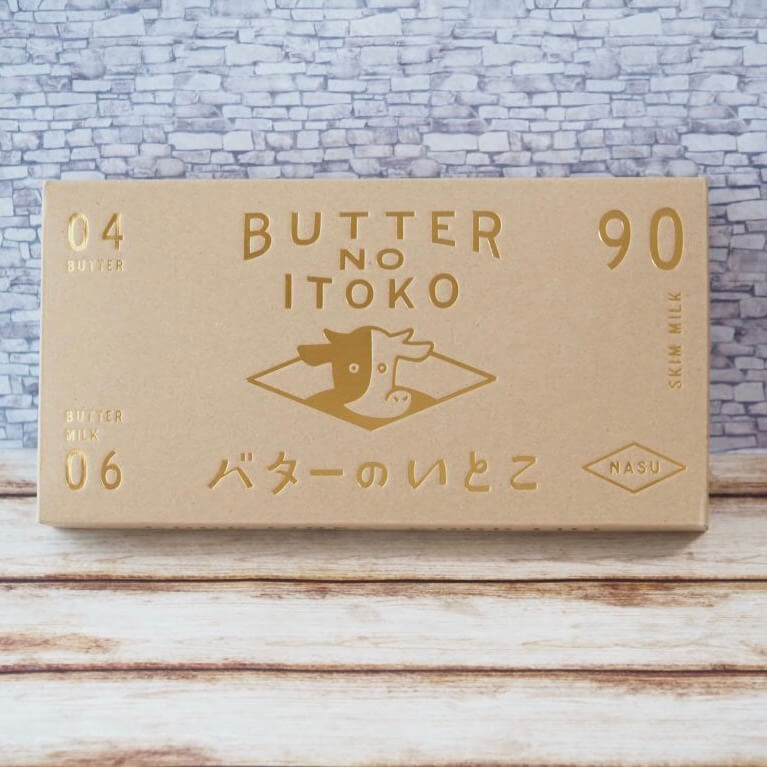 04
BUTTER
BUTTER
NO
ITOKO
90
SKIM MILK
BUTTER
MILK
06
バターのいとこ
NASU